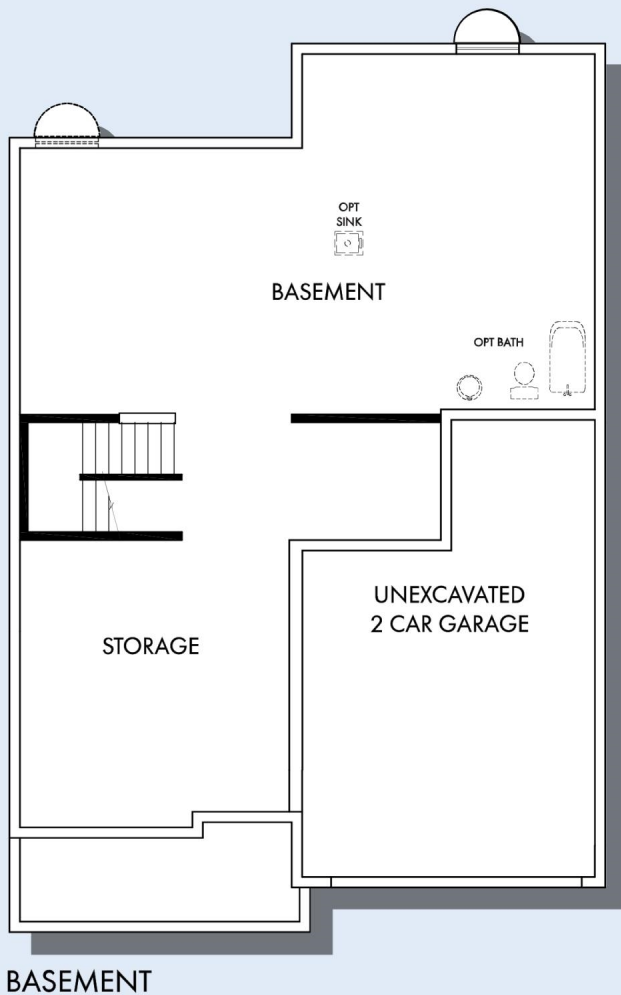 OPT
SINK
BASEMENT
OPT BATH
UNEXCAVATED
2 CAR GARAGE
STORAGE
BASEMENT